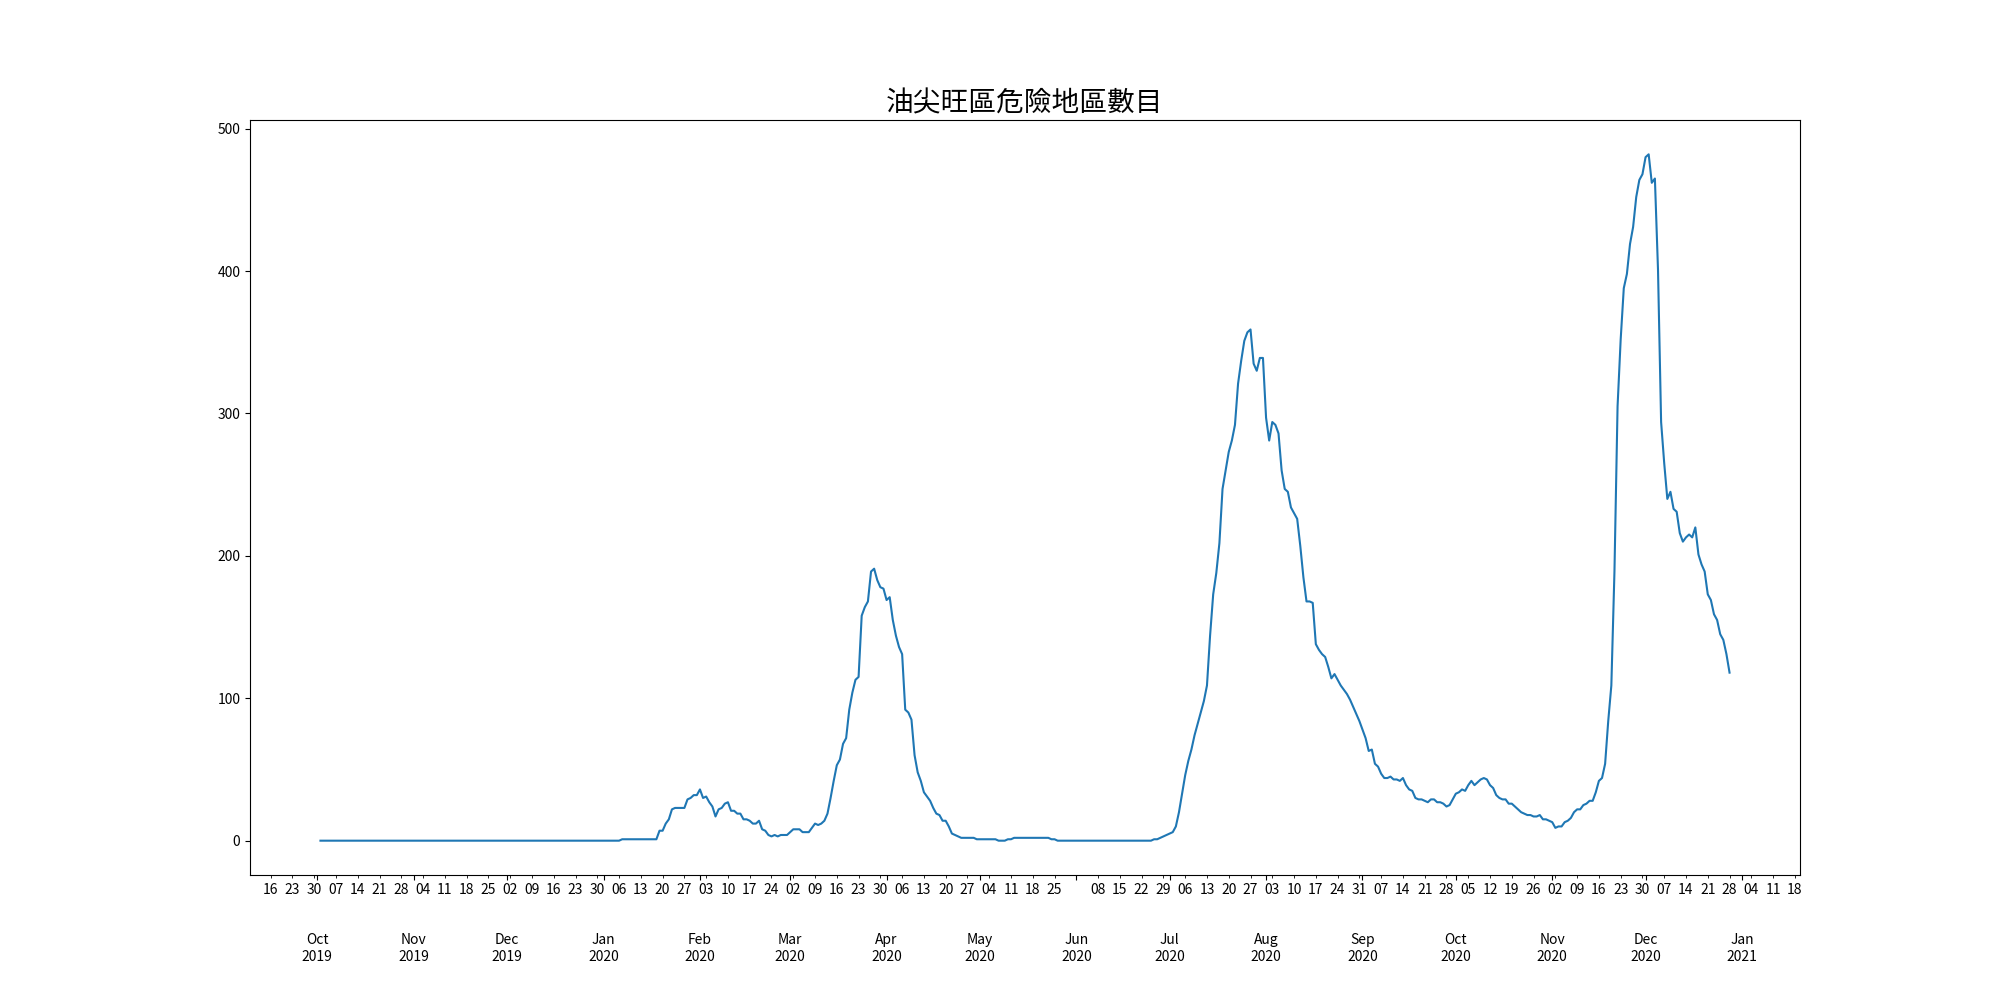 油尖旺區危險地區數目
500
400
300
200
100
0
16 23 30 07 14 21 28 04 11 18 25 02 09 16 23 30 06 13 20 27 03 10 17 24 02 09 16 23 30 06 13 20 27 04 11 18 25 08 15 22 29 06 13 20 27 03 10 17 24 31 07 14 21 28 05 12 19 26 02 09 16 23 30 07 14 21 28 04 11 18
Oct Nov Dec Jan Feb Mar Apr May Jun Jul Aug Sep Oct Nov Dec Jan
2019 2019 2019 2020 2020 2020 2020 2020 2020 2020 2020 2020 2020 2020 2020 2021